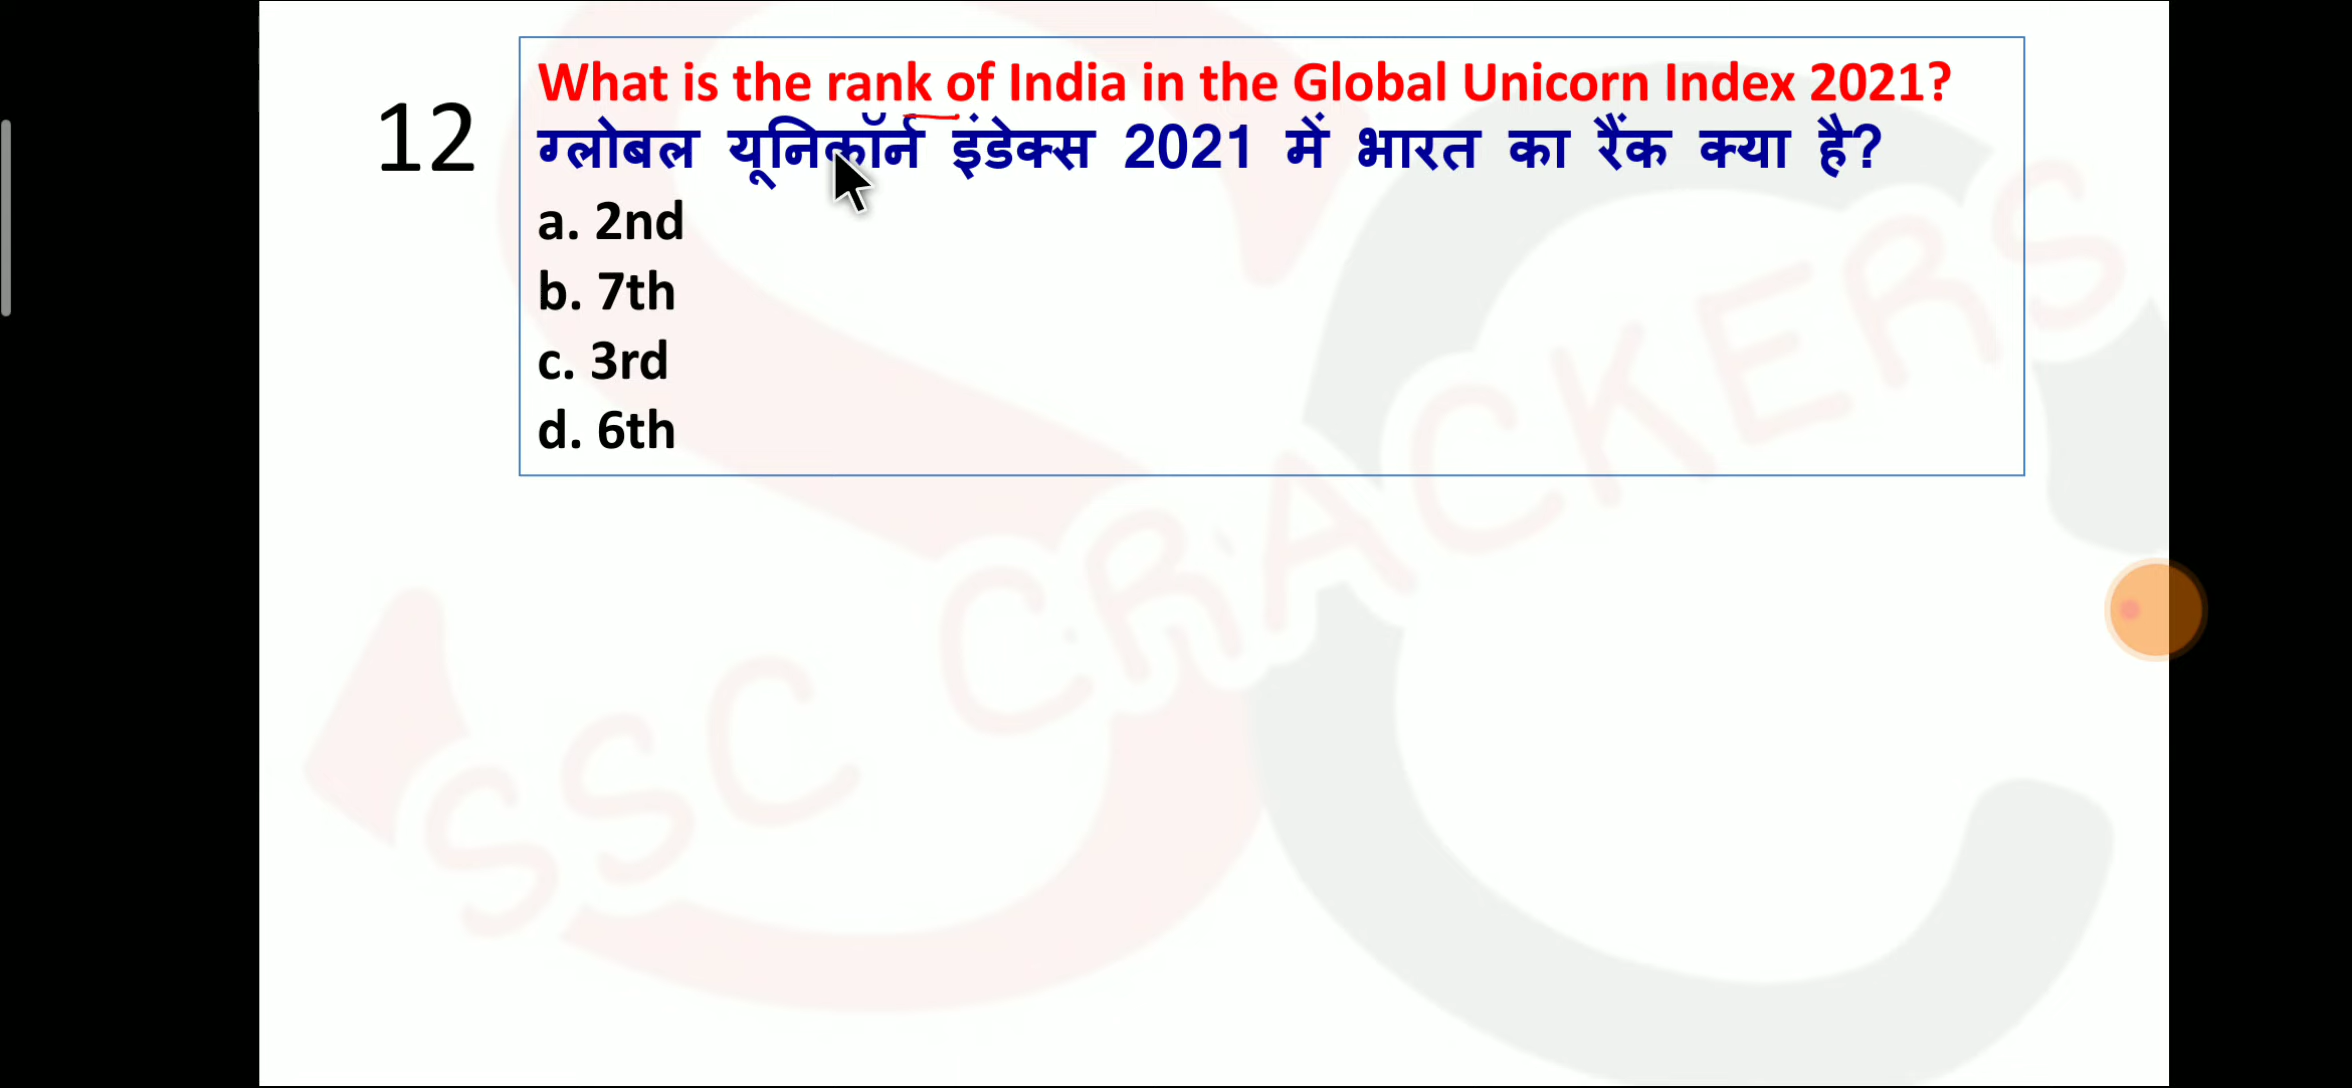 12
What is the rank of India in the Global Unicorn Index 2021?
ग्लोबल यूनिकॉर्न इंडेक्स 2021 में भारत का रैंक क्या है?
a. 2nd
b. 7th
c. 3rd
d. 6th
SSC CRACKERS